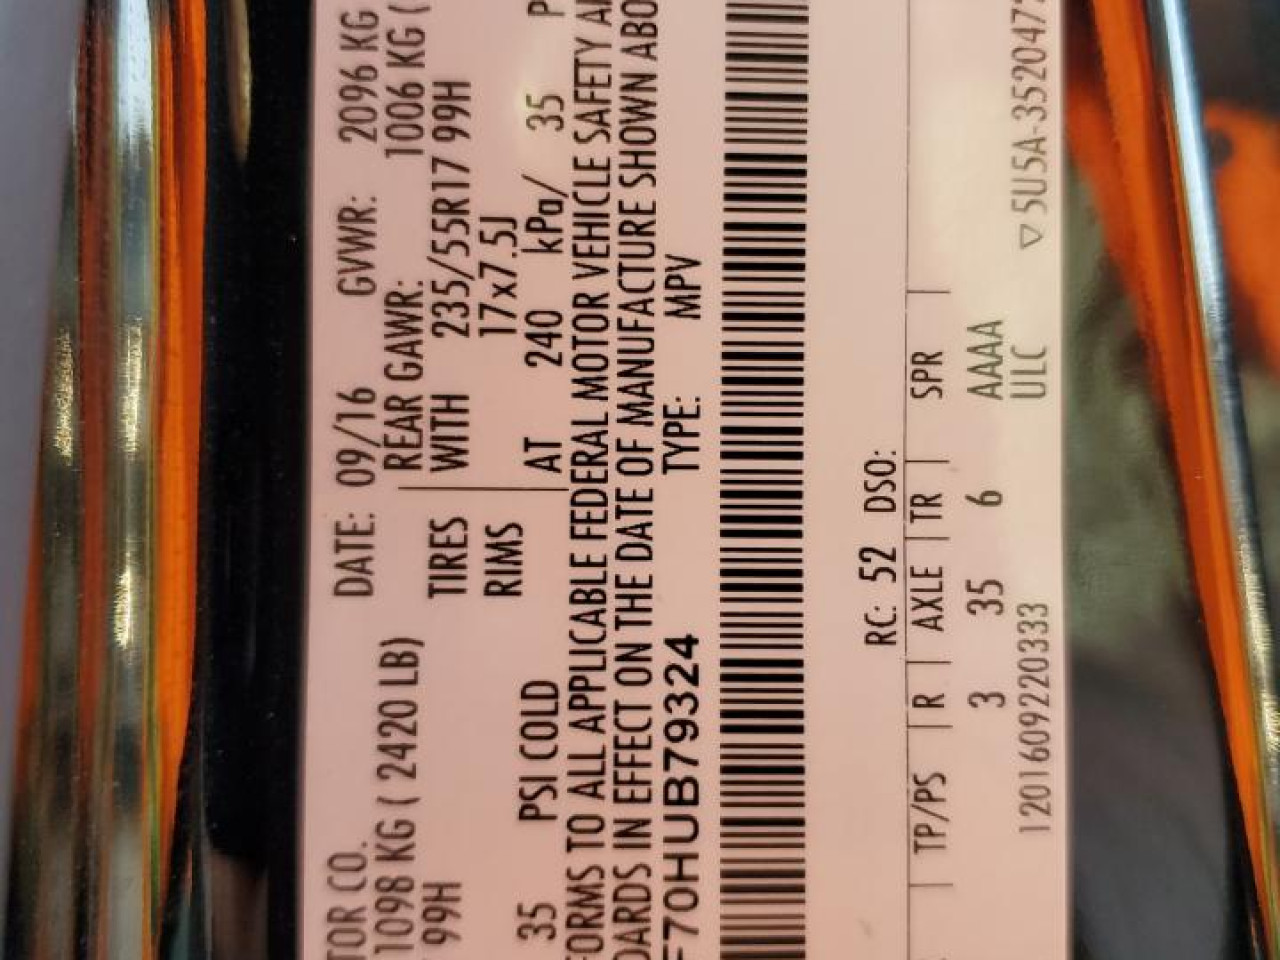 TOR CO. DATE: 09/16 GVWR: 2096 KG
1098 KG ( 2420 LB) REAR GAWR: 1006 KG (
99H TIRES WITH 235/55R17 99H
RIMS 17x7.5J
35 PSI COLD AT 240 kPa/ 35 P
FORMS TO ALL APPLICABLE FEDERAL MOTOR VEHICLE SAFETY A
DARDS IN EFFECT ON THE DATE OF MANUFACTURE SHOWN ABO
F70HUB79324 TYPE: MPV
RC: 52 DSO:
TP/PS R AXLE TR SPR
3 35 6 AAAA
1201609220333 ULC ▽5U5A-3520472